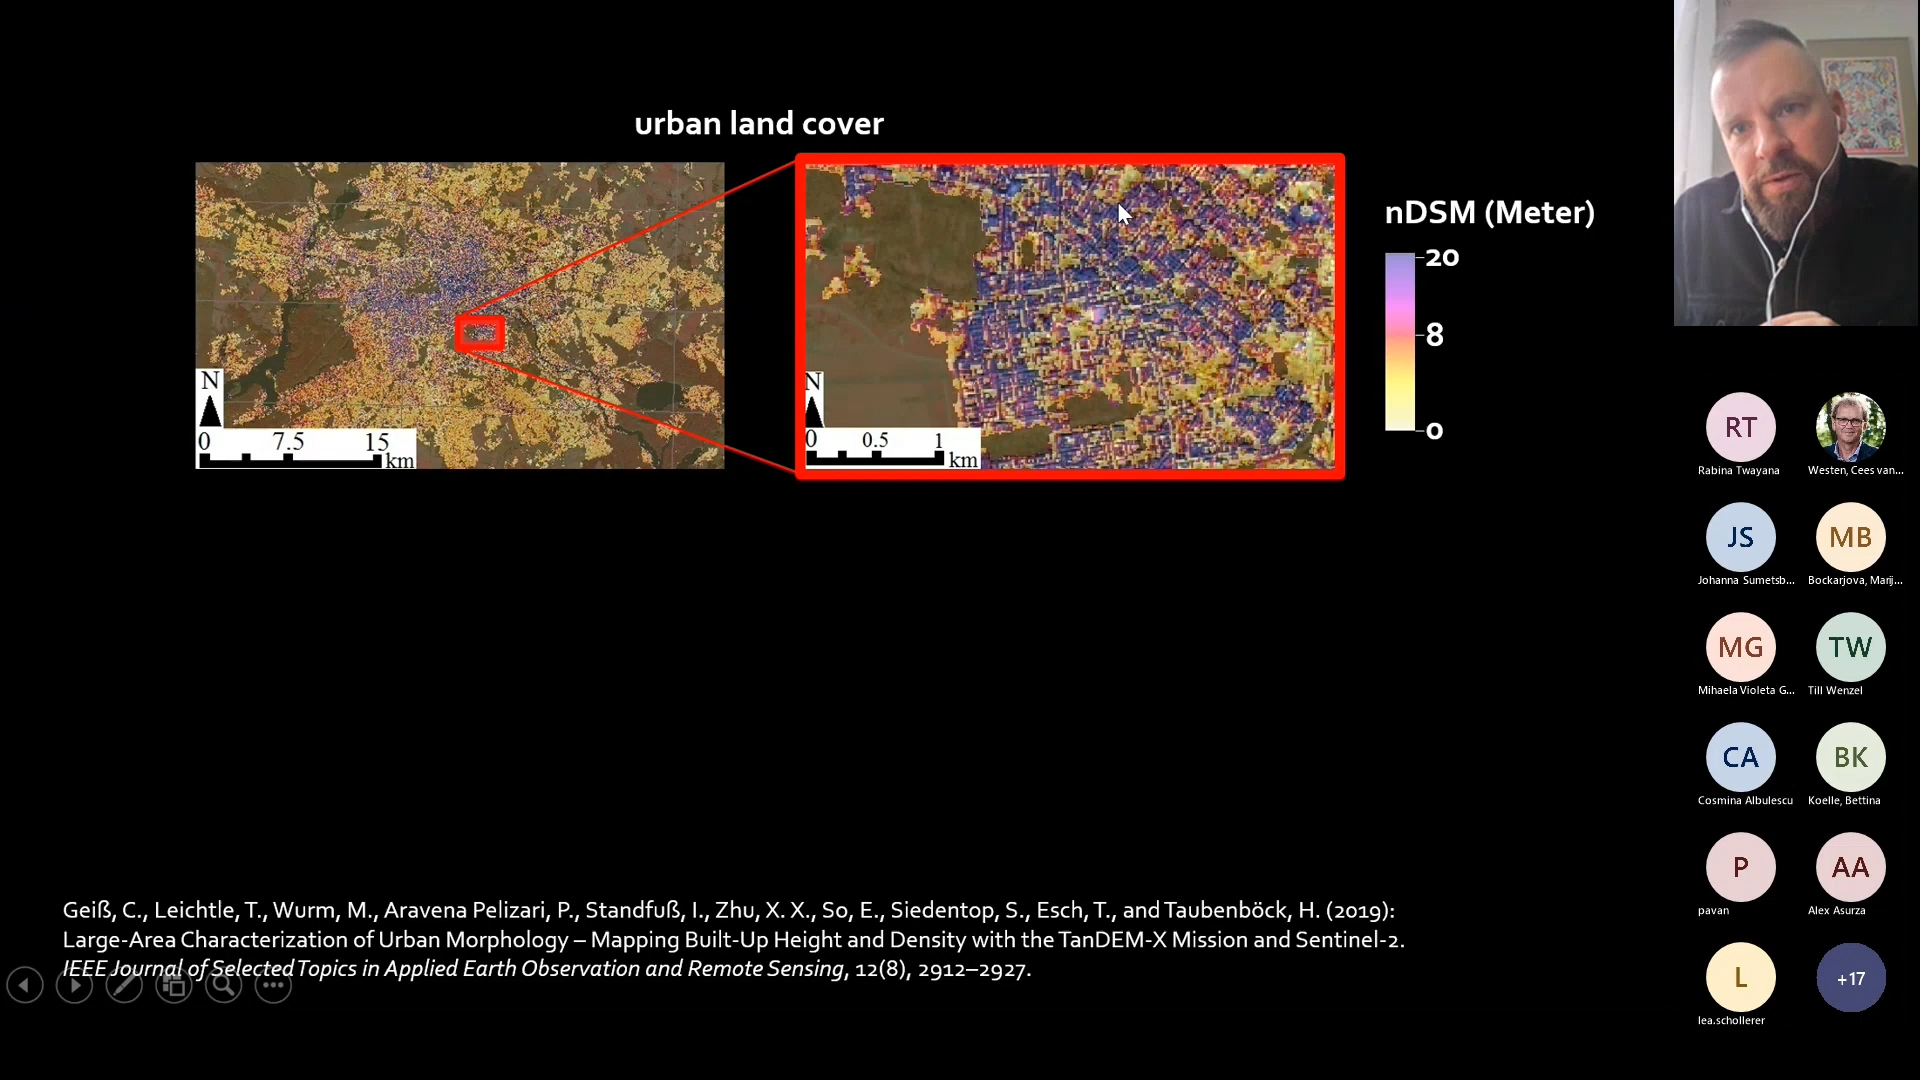 urban land cover
N
0 7.5 15
km
N
0 0.5 1
km
nDSM (Meter)
20
8
0
Geiß, C., Leichtle, T., Wurm, M., Aravena Pelizari, P., Standfuß, I., Zhu, X. X., So, E., Siedentop, S., Esch, T., and Taubenböck, H. (2019):
Large-Area Characterization of Urban Morphology – Mapping Built-Up Height and Density with the TanDEM-X Mission and Sentinel-2.
IEEE Journal of Selected Topics in Applied Earth Observation and Remote Sensing, 12(8), 2912–2927.
RT
Rabina Twayana
Westen, Cees van...
JS
MB
Johanna Sumetsb...
Bockarjova, Marij...
MG
TW
Mihaela Violeta G...
Till Wenzel
CA
BK
Cosmina Albulescu
Koelle, Bettina
P
AA
pavan
Alex Asurza
L
+17
lea.schollerer